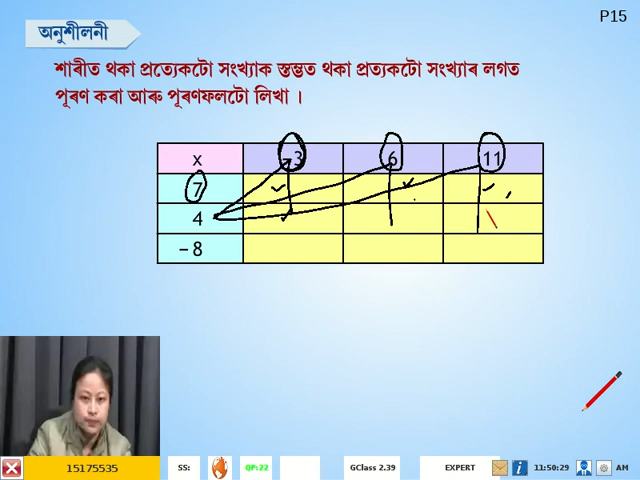 P15
অনুশীলনী
শাৰীত থকা প্ৰত্যেকটো সংখ্যাক স্তম্ভত থকা প্ৰত্যকটো সংখ্যাৰ লগত
পূৰণ কৰা আৰু পূৰণফলটো লিখা ।
x -3 6 11
7
4
-8
15175535 SS: QP:22 GClass 2.39 EXPERT 11:50:29 AM